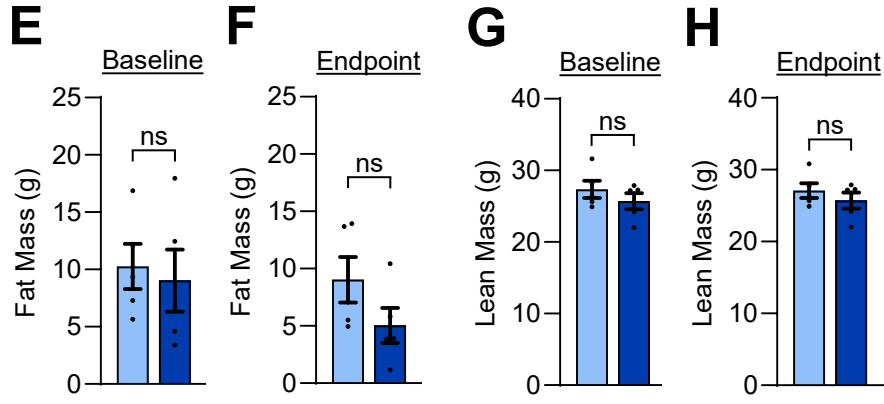 E
Baseline
Fat Mass (g)
25
20
15
10
5
0
ns
F
Endpoint
Fat Mass (g)
25
20
15
10
5
0
ns
G
Baseline
Lean Mass (g)
40
30
20
10
0
ns
H
Endpoint
Lean Mass (g)
40
30
20
10
0
ns